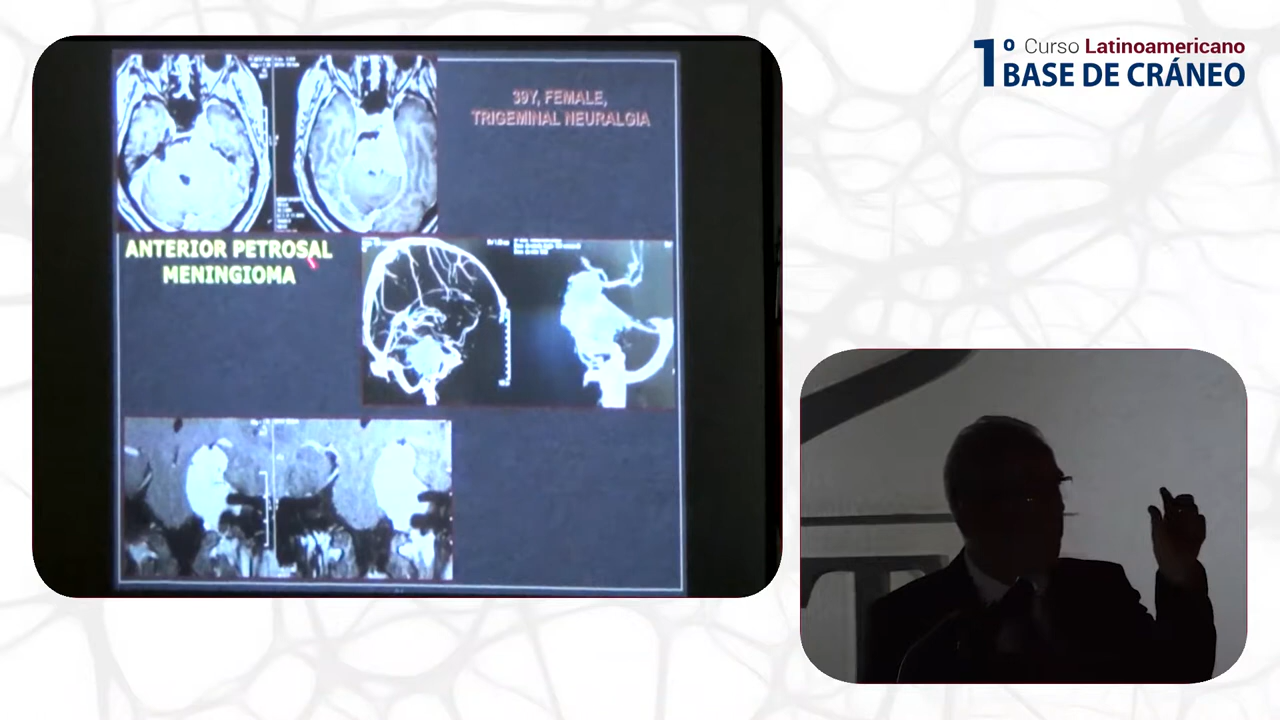 1º Curso Latinoamericano
BASE DE CRÁNEO
39Y, FEMALE,
TRIGEMINAL NEURALGIA
ANTERIOR PETROSAL
MENINGIOMA